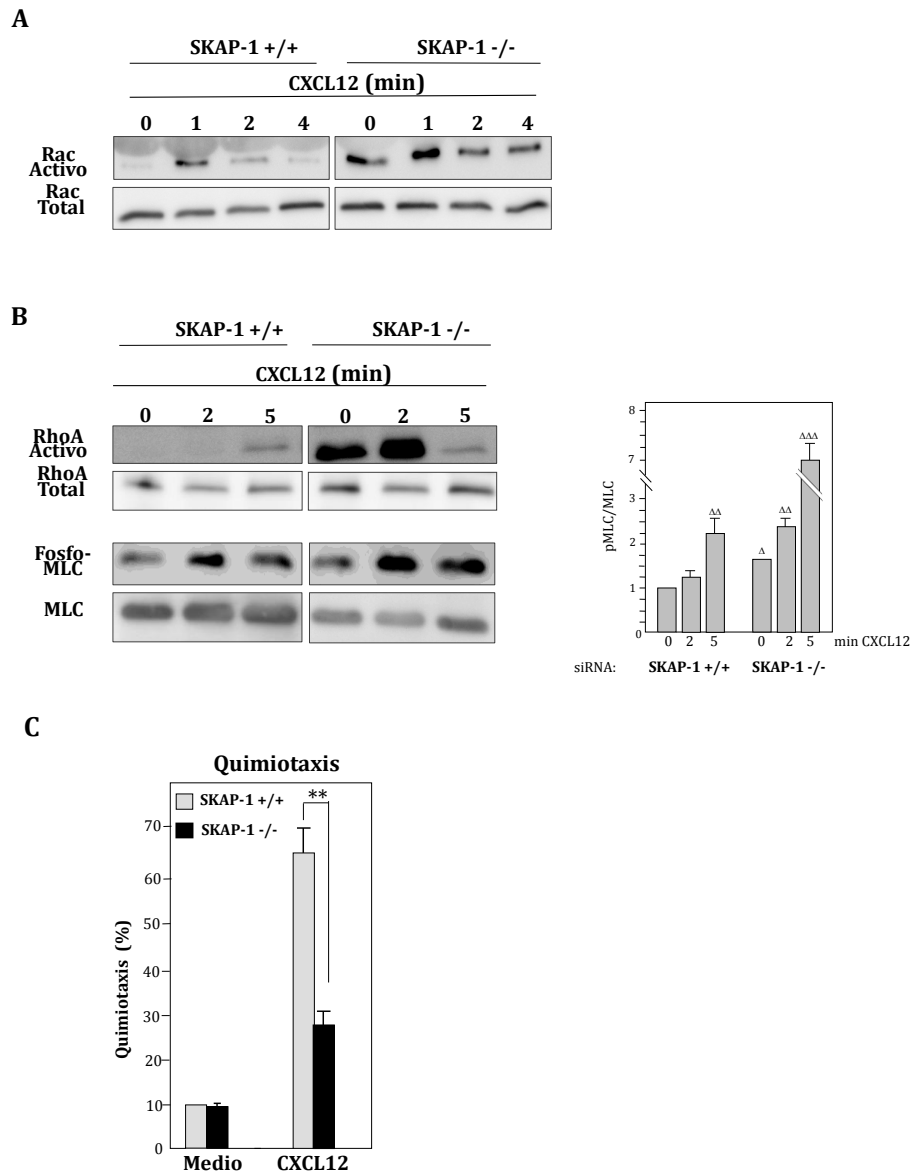 A
SKAP-1 +/+ SKAP-1 -/-
CXCL12 (min)
0 1 2 4 0 1 2 4
Rac
Activo
Rac
Total
B
SKAP-1 +/+ SKAP-1 -/-
CXCL12 (min)
0 2 5 0 2 5
RhoA
Activo
RhoA
Total
Fosfo-
MLC
MLC
8
7
3
2
1
0
pMLC/MLC
Δ ΔΔ ΔΔ ΔΔΔ
0 2 5 0 2 5 min CXCL12
siRNA: SKAP-1 +/+ SKAP-1 -/-
C
Quimiotaxis
SKAP-1 +/+
SKAP-1 -/-
**
70
60
50
40
30
20
10
0
Quimiotaxis (%)
Medio CXCL12